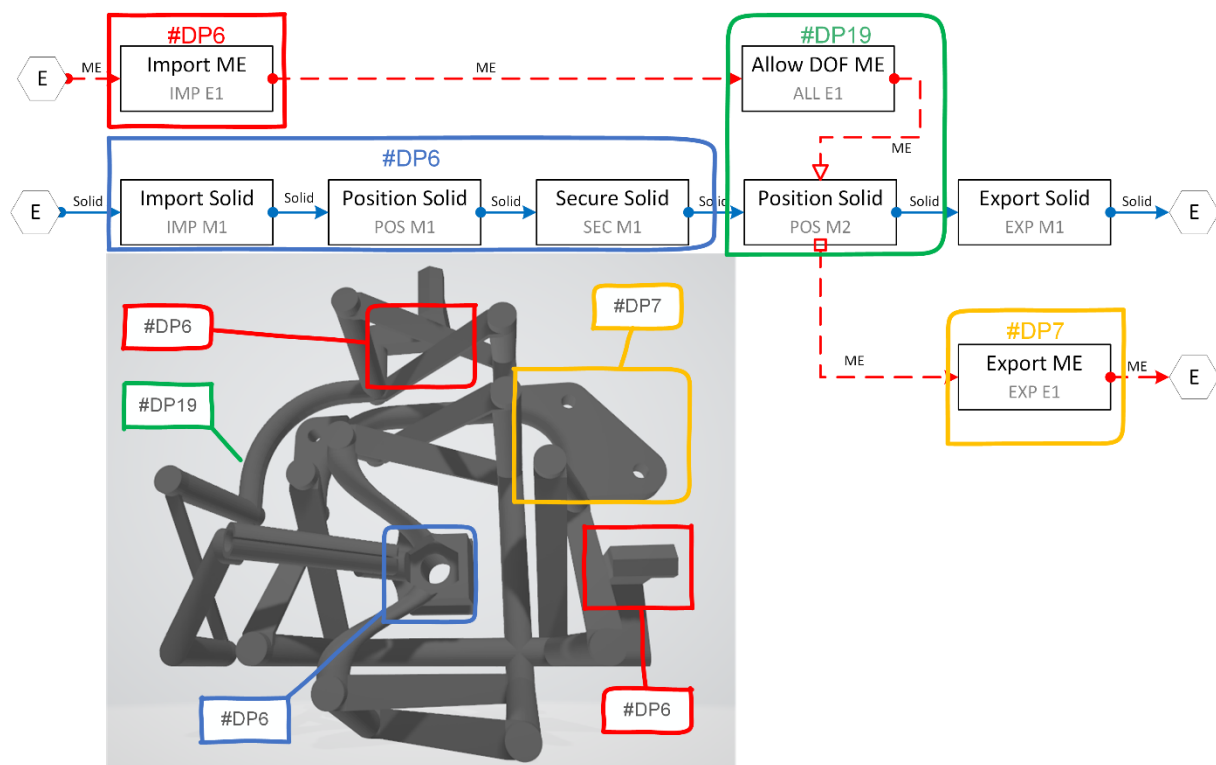 #DP6
#DP19
Import ME
IMP E1
Allow DOF ME
ALL E1
E
ME
ME
ME
#DP6
Import Solid
IMP M1
Position Solid
POS M1
Secure Solid
SEC M1
Position Solid
POS M2
Export Solid
EXP M1
E
Solid
Solid
Solid
Solid
Solid
Solid
E
#DP6
#DP7
#DP19
#DP7
Export ME
EXP E1
ME
ME
E
#DP6
#DP6